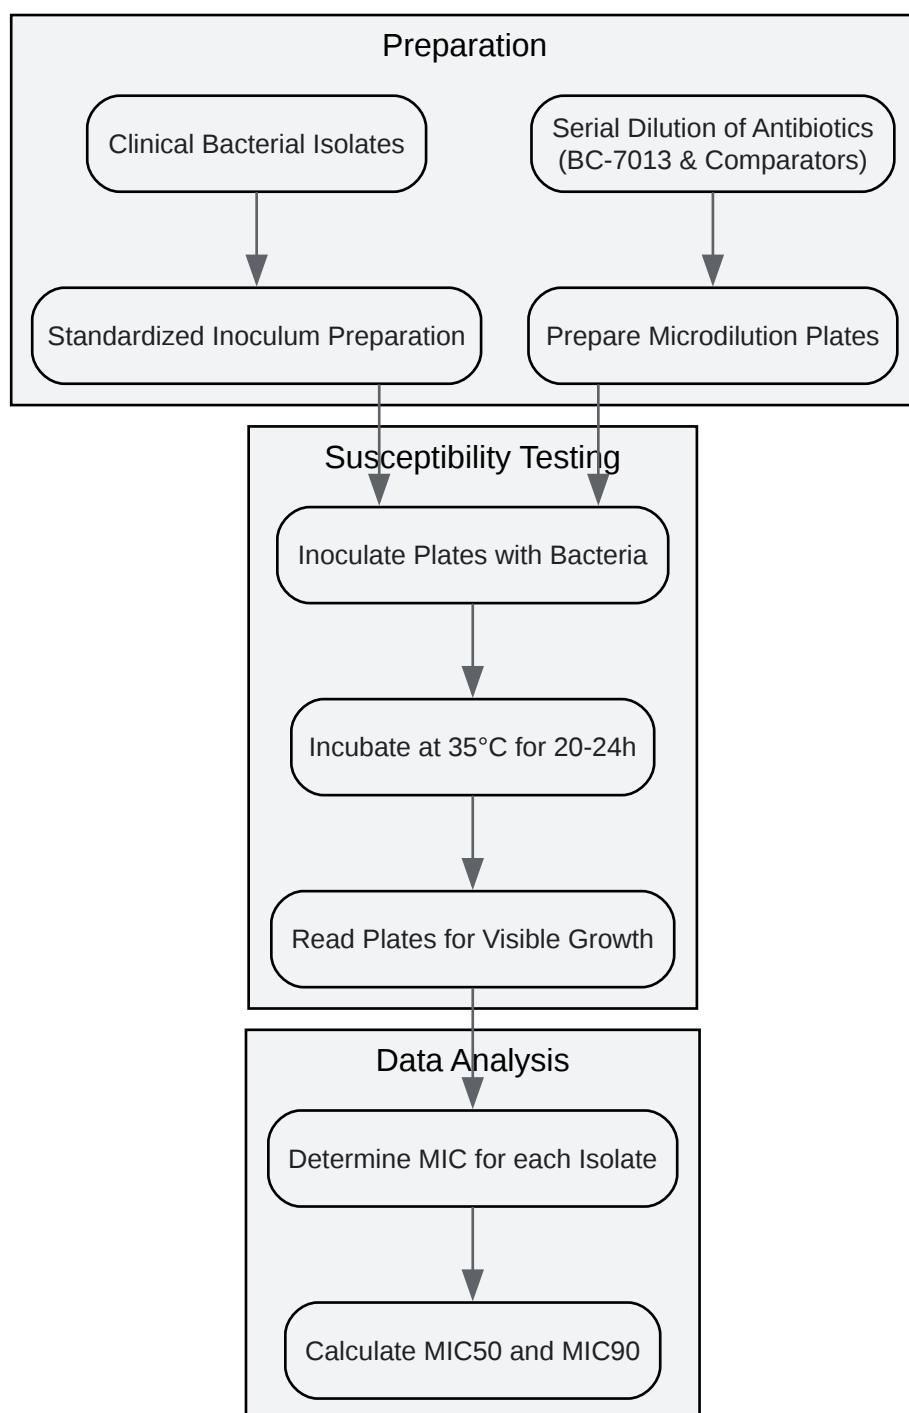 Preparation
Clinical Bacterial Isolates
Serial Dilution of Antibiotics
(BC-7013 & Comparators)
Standardized Inoculum Preparation
Prepare Microdilution Plates
Susceptibility Testing
Inoculate Plates with Bacteria
Incubate at 35°C for 20-24h
Read Plates for Visible Growth
Data Analysis
Determine MIC for each Isolate
Calculate MIC50 and MIC90